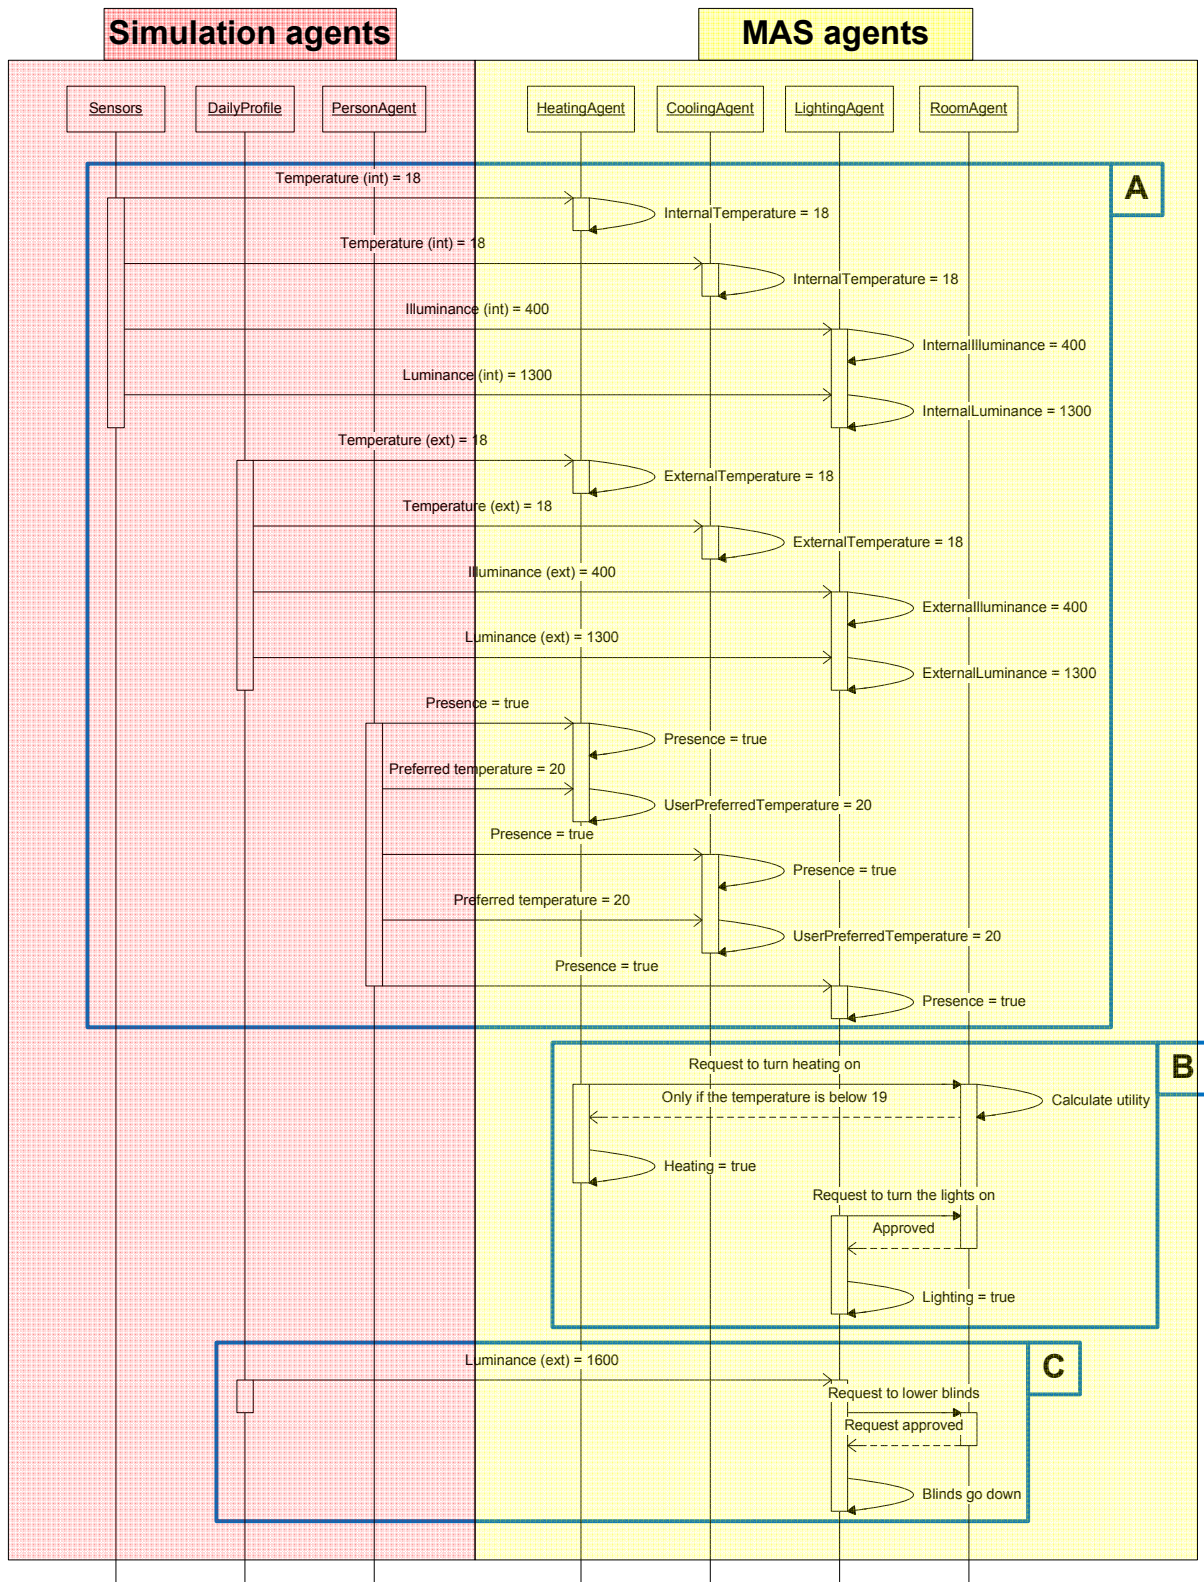 Simulation agents
MAS agents
Sensors
DailyProfile
PersonAgent
HeatingAgent
CoolingAgent
LightingAgent
RoomAgent
A
Temperature (int) = 18
InternalTemperature = 18
Temperature (int) = 18
InternalTemperature = 18
Illuminance (int) = 400
InternalIlluminance = 400
Luminance (int) = 1300
InternalLuminance = 1300
Temperature (ext) = 18
ExternalTemperature = 18
Temperature (ext) = 18
ExternalTemperature = 18
Illuminance (ext) = 400
ExternalIlluminance = 400
Luminance (ext) = 1300
ExternalLuminance = 1300
Presence = true
Presence = true
Preferred temperature = 20
UserPreferredTemperature = 20
Presence = true
Presence = true
Preferred temperature = 20
UserPreferredTemperature = 20
Presence = true
Presence = true
B
Request to turn heating on
Only if the temperature is below 19
Calculate utility
Heating = true
Request to turn the lights on
Approved
Lighting = true
C
Luminance (ext) = 1600
Request to lower blinds
Request approved
Blinds go down